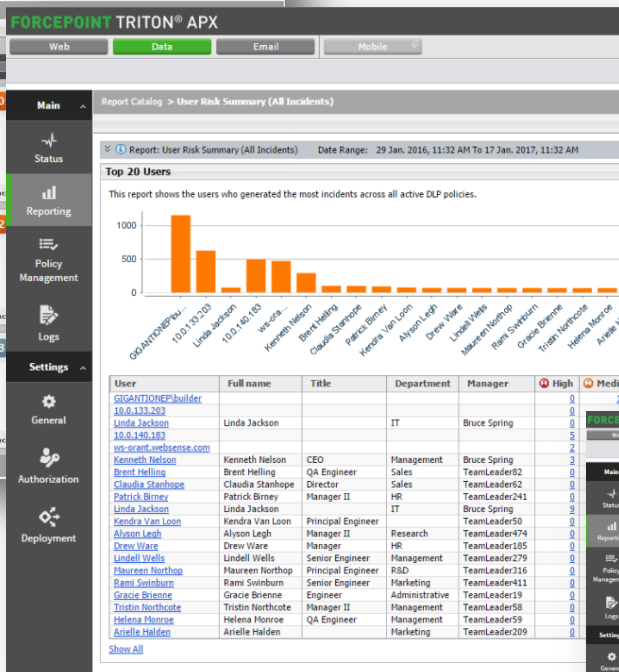 FORCEPOINT TRITON® APX
Web Data Email Mobile
Main
Report Catalog > User Risk Summary (All Incidents)
Status
Report: User Risk Summary (All Incidents) Date Range: 29 Jan. 2016, 11:32 AM To 17 Jan. 2017, 11:32 AM
Top 20 Users
Reporting
This report shows the users who generated the most incidents across all active DLP policies.
1000
500
0
Policy Management
Logs
Settings
General
Authorization
Deployment
GIGANTIONEP\bu... 10.0.133.203 Linda Jackson 10.0.140.183 ws-ora... Kenneth Nelson Brent Helling Claudia Stanhope Patrick Birney Kendra Van Loon Alyson Legh Drew Ware Lindell Wells Maureen Northop Rami Swinburn Gracie Brienne Tristin Northcote Helena Monroe
User Full name Title Department Manager High
GIGANTIONEP\builder 0
10.0.133.203 0
Linda Jackson Linda Jackson IT Bruce Spring 0
10.0.140.183 5
ws-orant.websense.com 2
Kenneth Nelson Kenneth Nelson CEO Management Bruce Spring 3
Brent Helling Brent Helling QA Engineer Sales TeamLeader82 0
Claudia Stanhope Claudia Stanhope Director Sales TeamLeader62 0
Patrick Birney Patrick Birney Manager II HR TeamLeader241 0
Linda Jackson Linda Jackson IT Bruce Spring 9
Kendra Van Loon Kendra Van Loon Principal Engineer TeamLeader50 0
Alyson Legh Alyson Legh Manager II Research TeamLeader474 0
Drew Ware Drew Ware Manager HR TeamLeader185 0
Lindell Wells Lindell Wells Senior Engineer Management TeamLeader279 0
Maureen Northop Maureen Northop Principal Engineer R&D TeamLeader316 0
Rami Swinburn Rami Swinburn Senior Engineer Marketing TeamLeader411 0
Gracie Brienne Gracie Brienne Engineer Administrative TeamLeader19 0
Tristin Northcote Tristin Northcote Manager II Management TeamLeader58 0
Helena Monroe Helena Monroe QA Engineer Management TeamLeader59 0
Arielle Halden Arielle Halden Marketing TeamLeader209 0
Show All
Main
Status
Logs